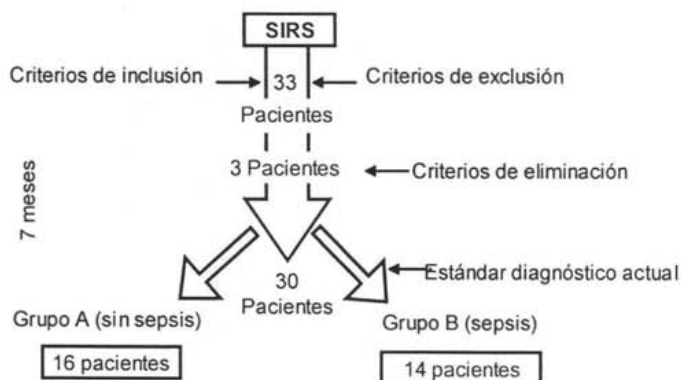 SIRS
Criterios de inclusión
33
Criterios de exclusión
Pacientes
3 Pacientes
Criterios de eliminación
7 meses
30
Pacientes
Estándar diagnóstico actual
Grupo A (sin sepsis)
Grupo B (sepsis)
16 pacientes
14 pacientes